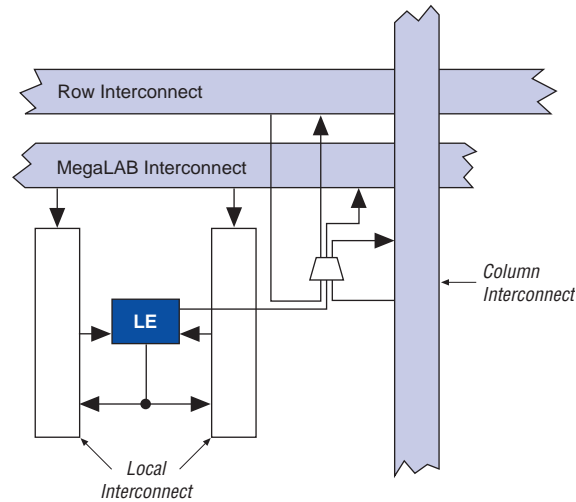 Row Interconnect
MegaLAB Interconnect
Column
Interconnect
LE
Local
Interconnect